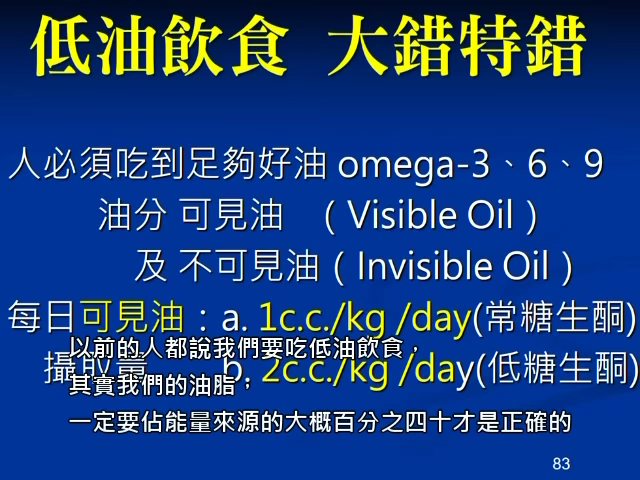 低油飲食 大錯特錯
人必須吃到足夠好油 omega-3、6、9
油分 可見油 （Visible Oil）
及 不可見油（Invisible Oil）
每日可見油：a. 1c.c./kg /day(常糖生酮)
攝取量 b. 2c.c./kg /day(低糖生酮)
以前的人都說我們要吃低油飲食，
其實我們的油脂，
一定要佔能量來源的大概百分之四十才是正確的
83